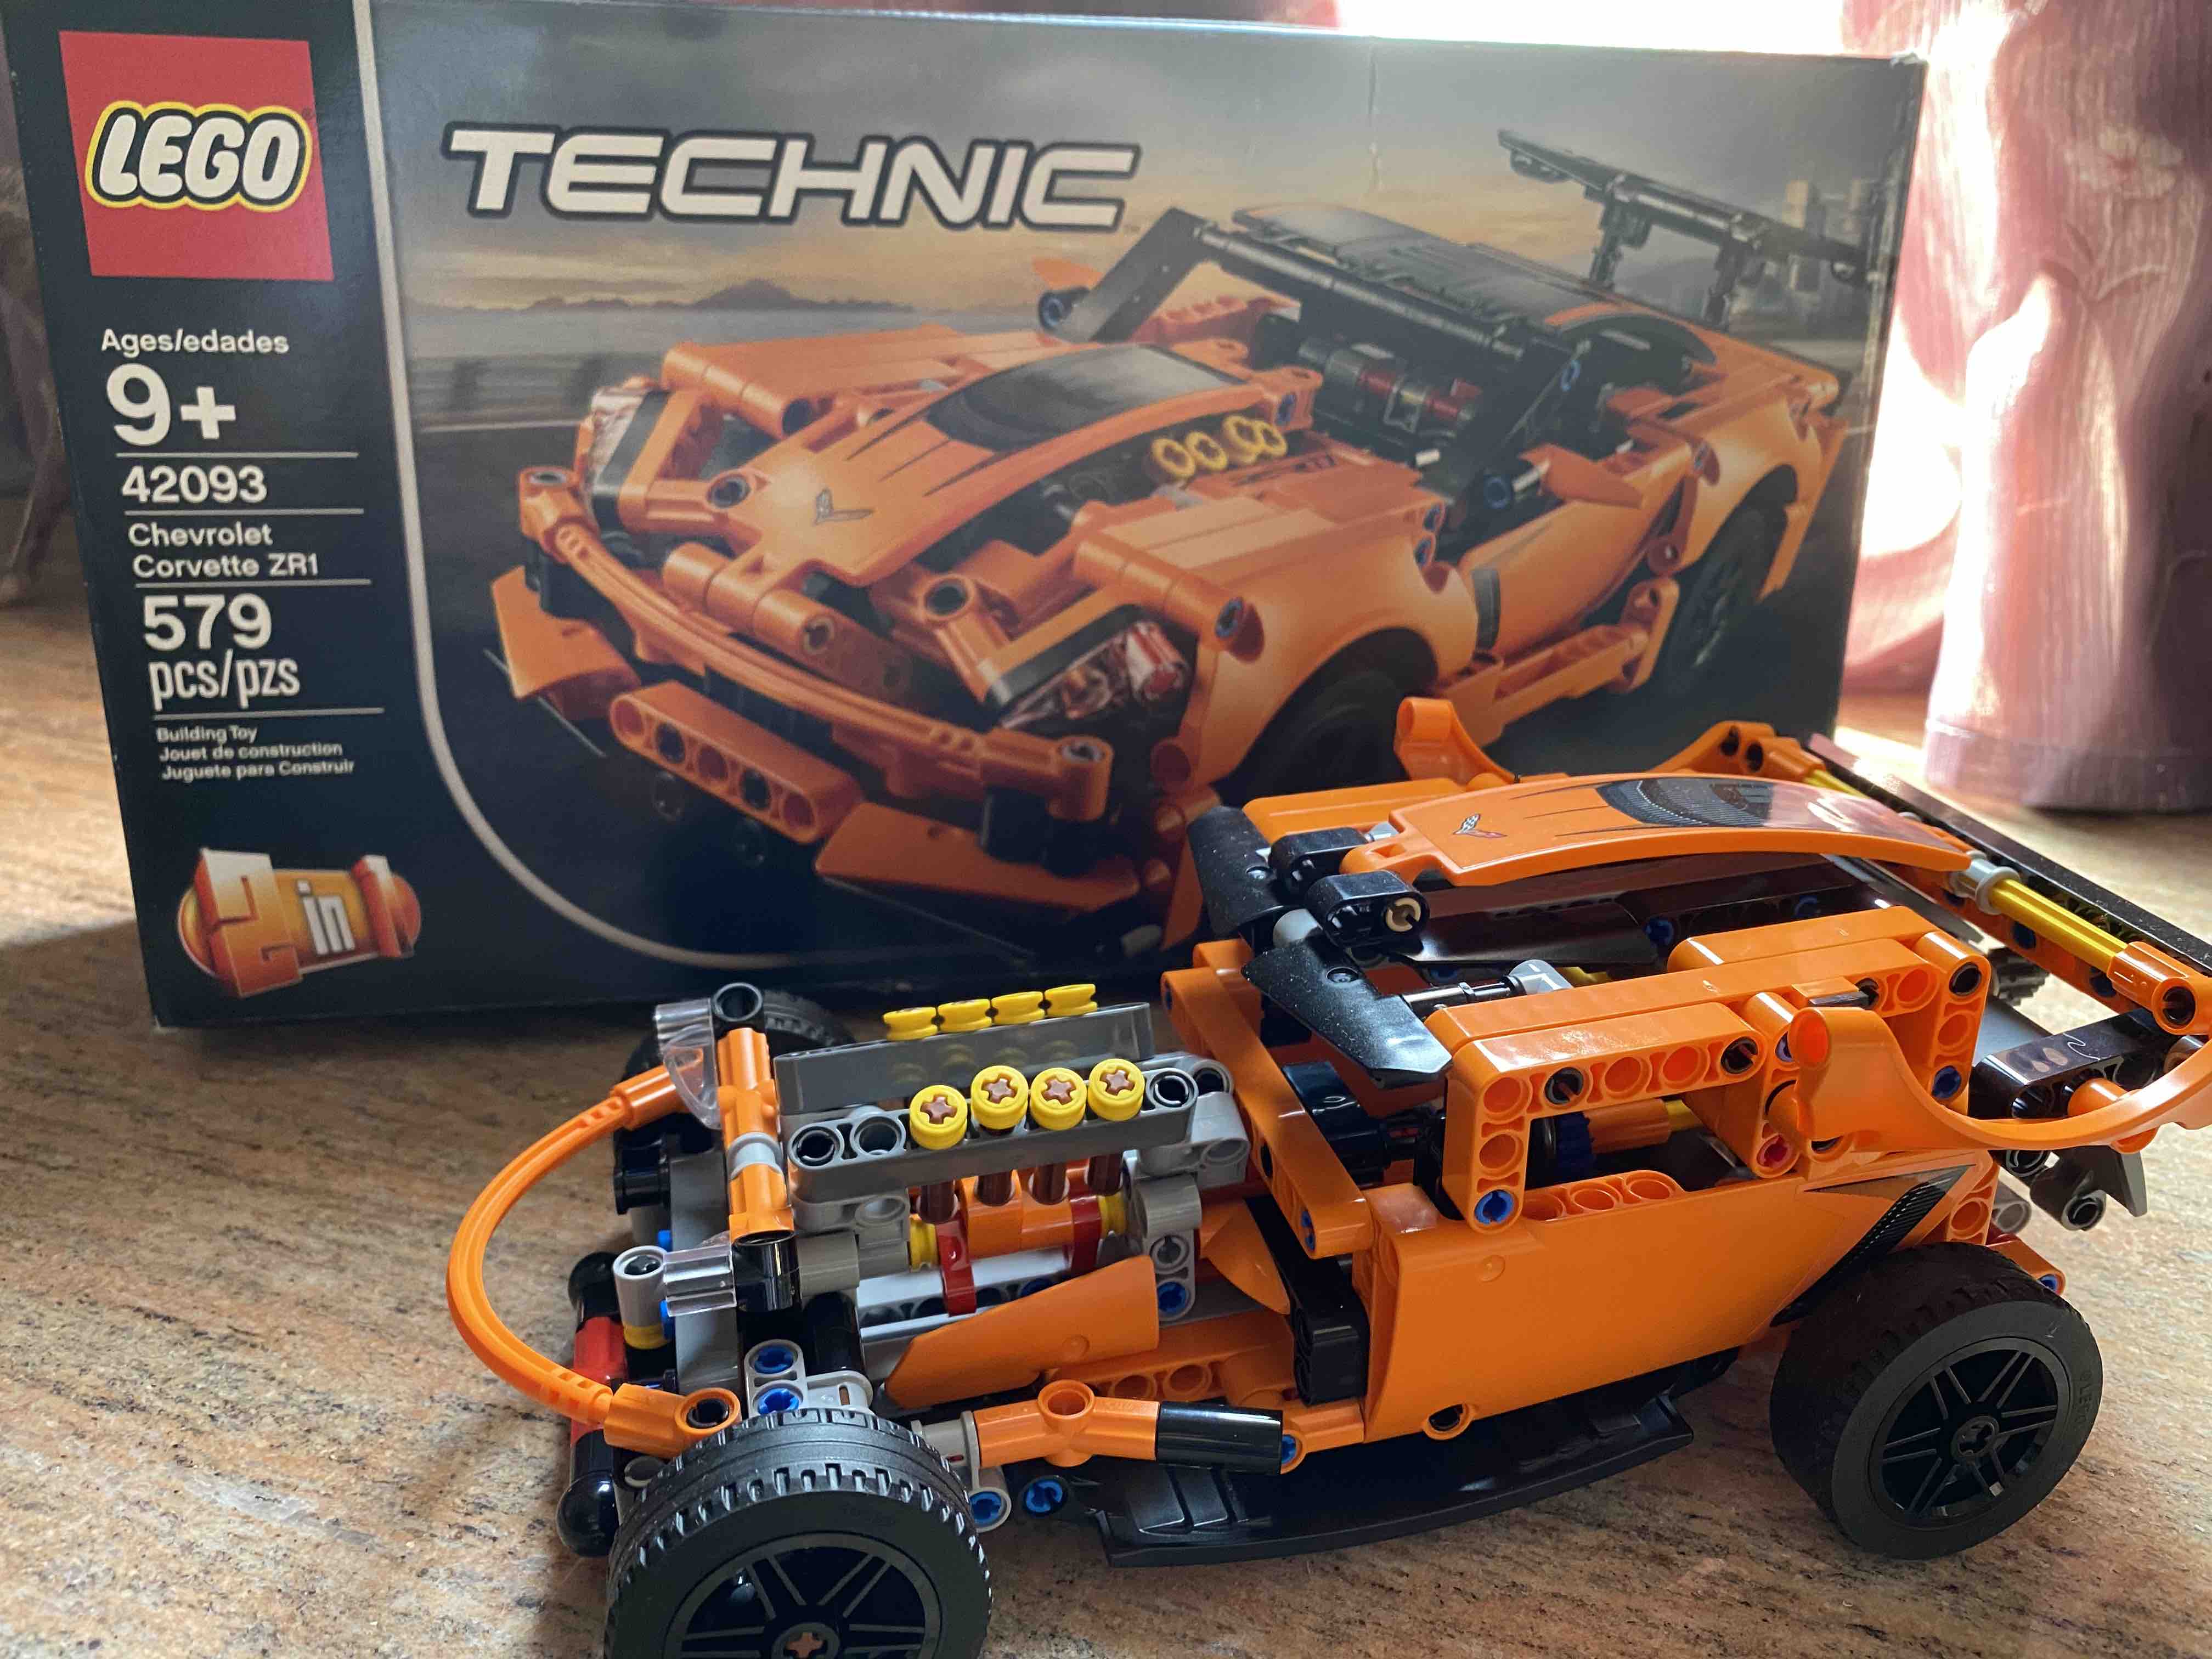 LEGO
TECHNIC
Ages/edades
9+
42093
Chevrolet
Corvette ZR1
579
pcs/pzs
Building Toy
Jouet de construction
Juguete para Construir
2 in 1